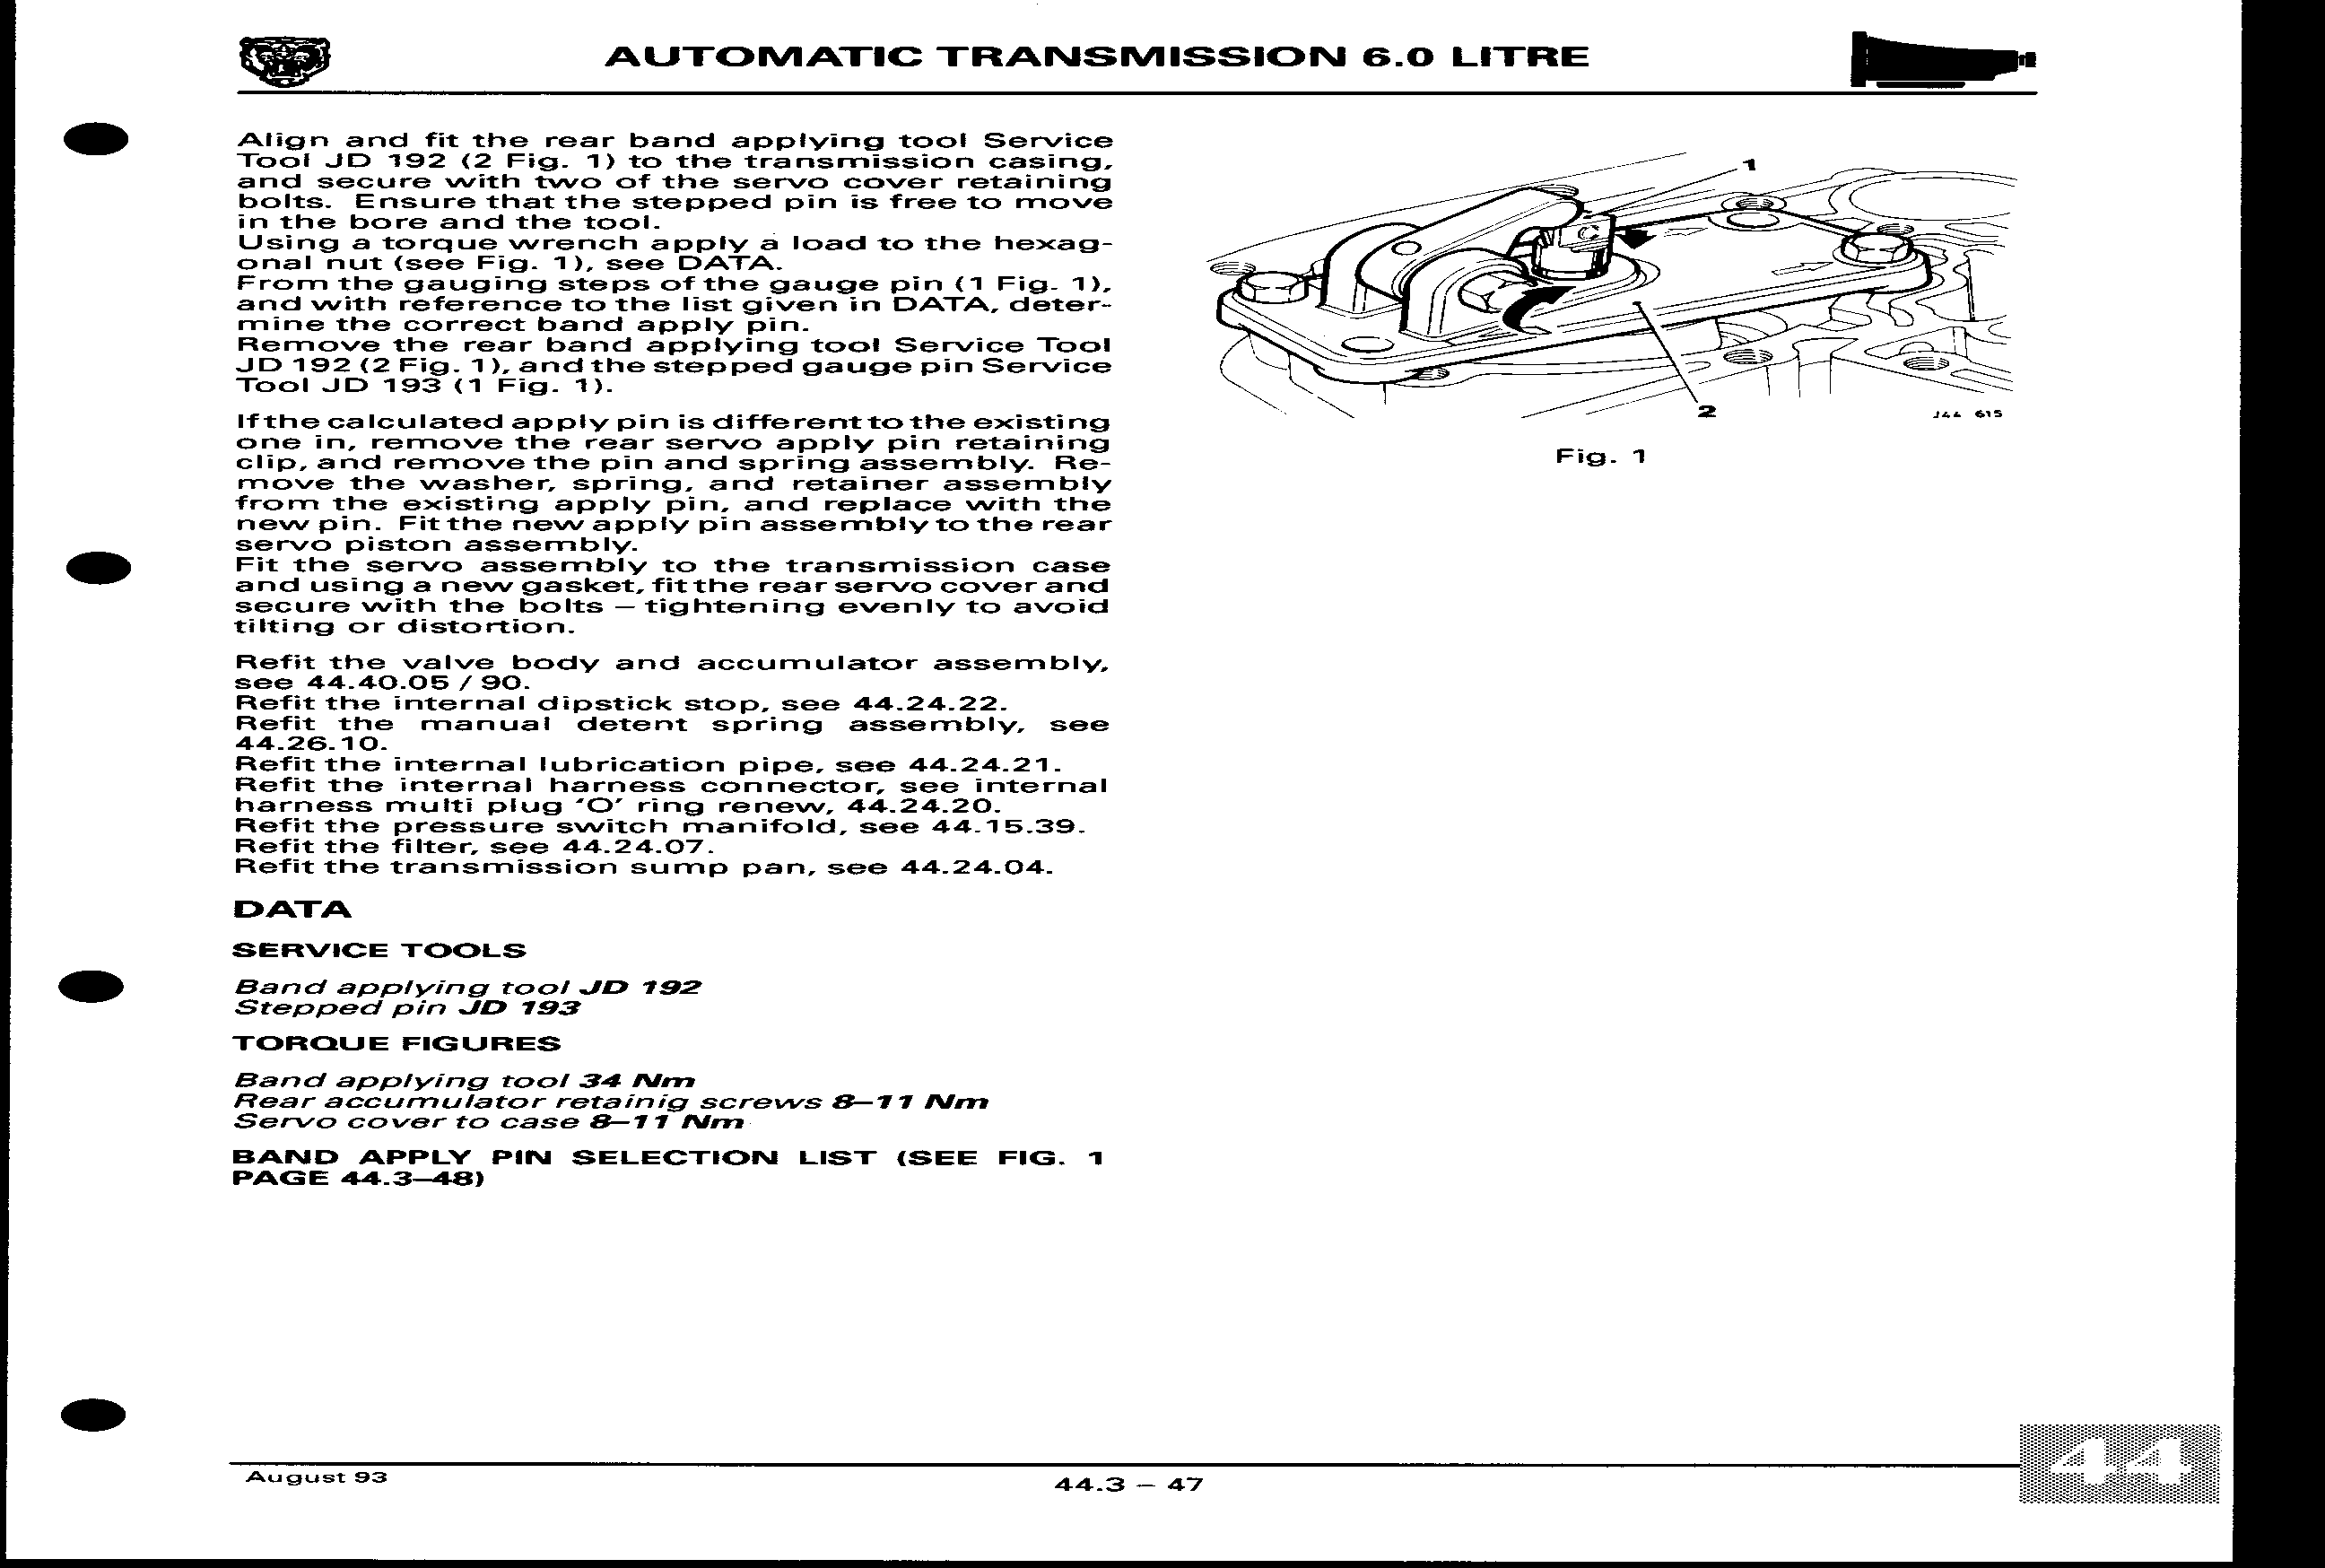 AUTOMATIC TRANSMISSION 6.0 LITRE
Align and fit the rear band applying tool Service
Tool JD 192 (2 Fig. 1) to the transmission casing,
and secure with two of the servo cover retaining
bolts. Ensure that the stepped pin is free to move
in the bore and the tool.
Using a torque wrench apply a load to the hexag-
onal nut (see Fig. 1), see DATA.
From the gauging steps of the gauge pin (1 Fig. 1),
and with reference to the list given in DATA, deter-
mine the correct band apply pin.
Remove the rear band applying tool Service Tool
JD 192 (2 Fig. 1), and the stepped gauge pin Service
Tool JD 193 (1 Fig. 1).
If the calculated apply pin is different to the existing
one in, remove the rear servo apply pin retaining
clip, and remove the pin and spring assembly. Re-
move the washer, spring, and retainer assembly
from the existing apply pin, and replace with the
new pin. Fit the new apply pin assembly to the rear
servo piston assembly.
Fit the servo assembly to the transmission case
and using a new gasket, fit the rear servo cover and
secure with the bolts – tightening evenly to avoid
tilting or distortion.
Refit the valve body and accumulator assembly,
see 44.40.05 / 90.
Refit the internal dipstick stop, see 44.24.22.
Refit the manual detent spring assembly, see
44.26.10.
Refit the internal lubrication pipe, see 44.24.21.
Refit the internal harness connector, see internal
harness multi plug ‘O’ ring renew, 44.24.20.
Refit the pressure switch manifold, see 44.15.39.
Refit the filter, see 44.24.07.
Refit the transmission sump pan, see 44.24.04.
DATA
SERVICE TOOLS
Band applying tool JD 192
Stepped pin JD 193
TORQUE FIGURES
Band applying tool 34 Nm
Rear accumulator retainig screws 8–11 Nm
Servo cover to case 8–11 Nm
BAND APPLY PIN SELECTION LIST (SEE FIG. 1
PAGE 44.3–48)
1
C
2
J44 615
Fig. 1
August 93
44.3 – 47
44